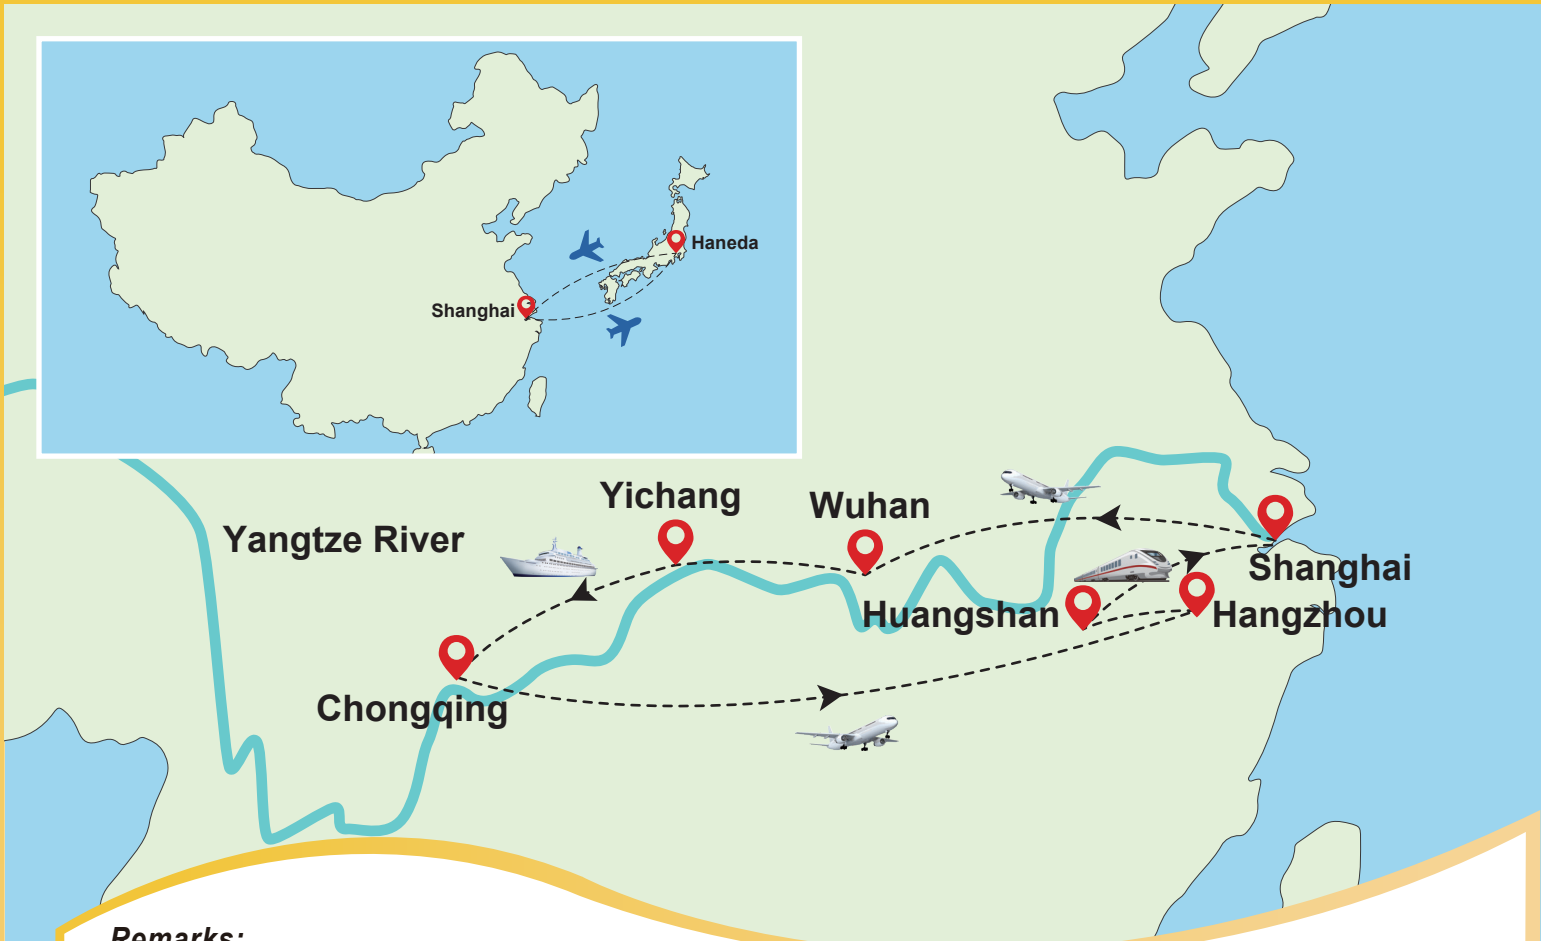 Haneda
Shanghai
Yichang
Wuhan
Yangtze River
Shanghai
Huangshan
Hangzhou
Chongqing
Remarks: